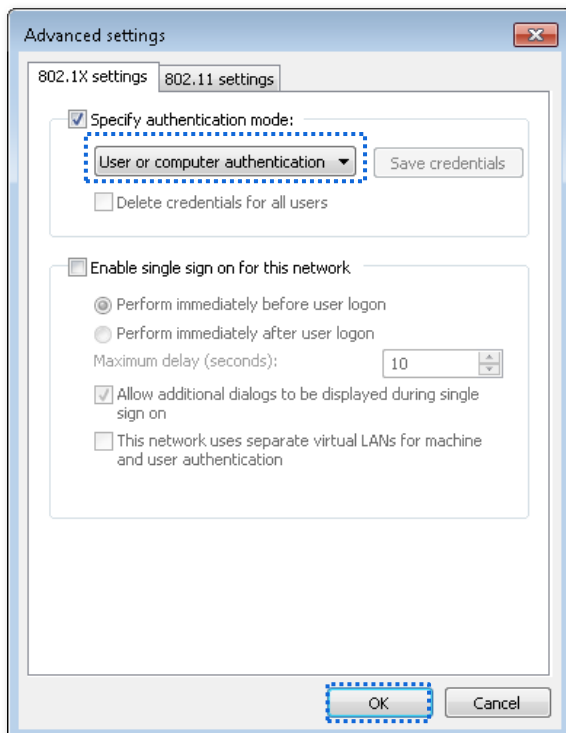 Advanced settings
802.1X settings 802.11 settings
Specify authentication mode:
User or computer authentication Save credentials
Delete credentials for all users
Enable single sign on for this network
Perform immediately before user logon
Perform immediately after user logon
Maximum delay (seconds): 10
Allow additional dialogs to be displayed during single
sign on
This network uses separate virtual LANs for machine
and user authentication
OK Cancel